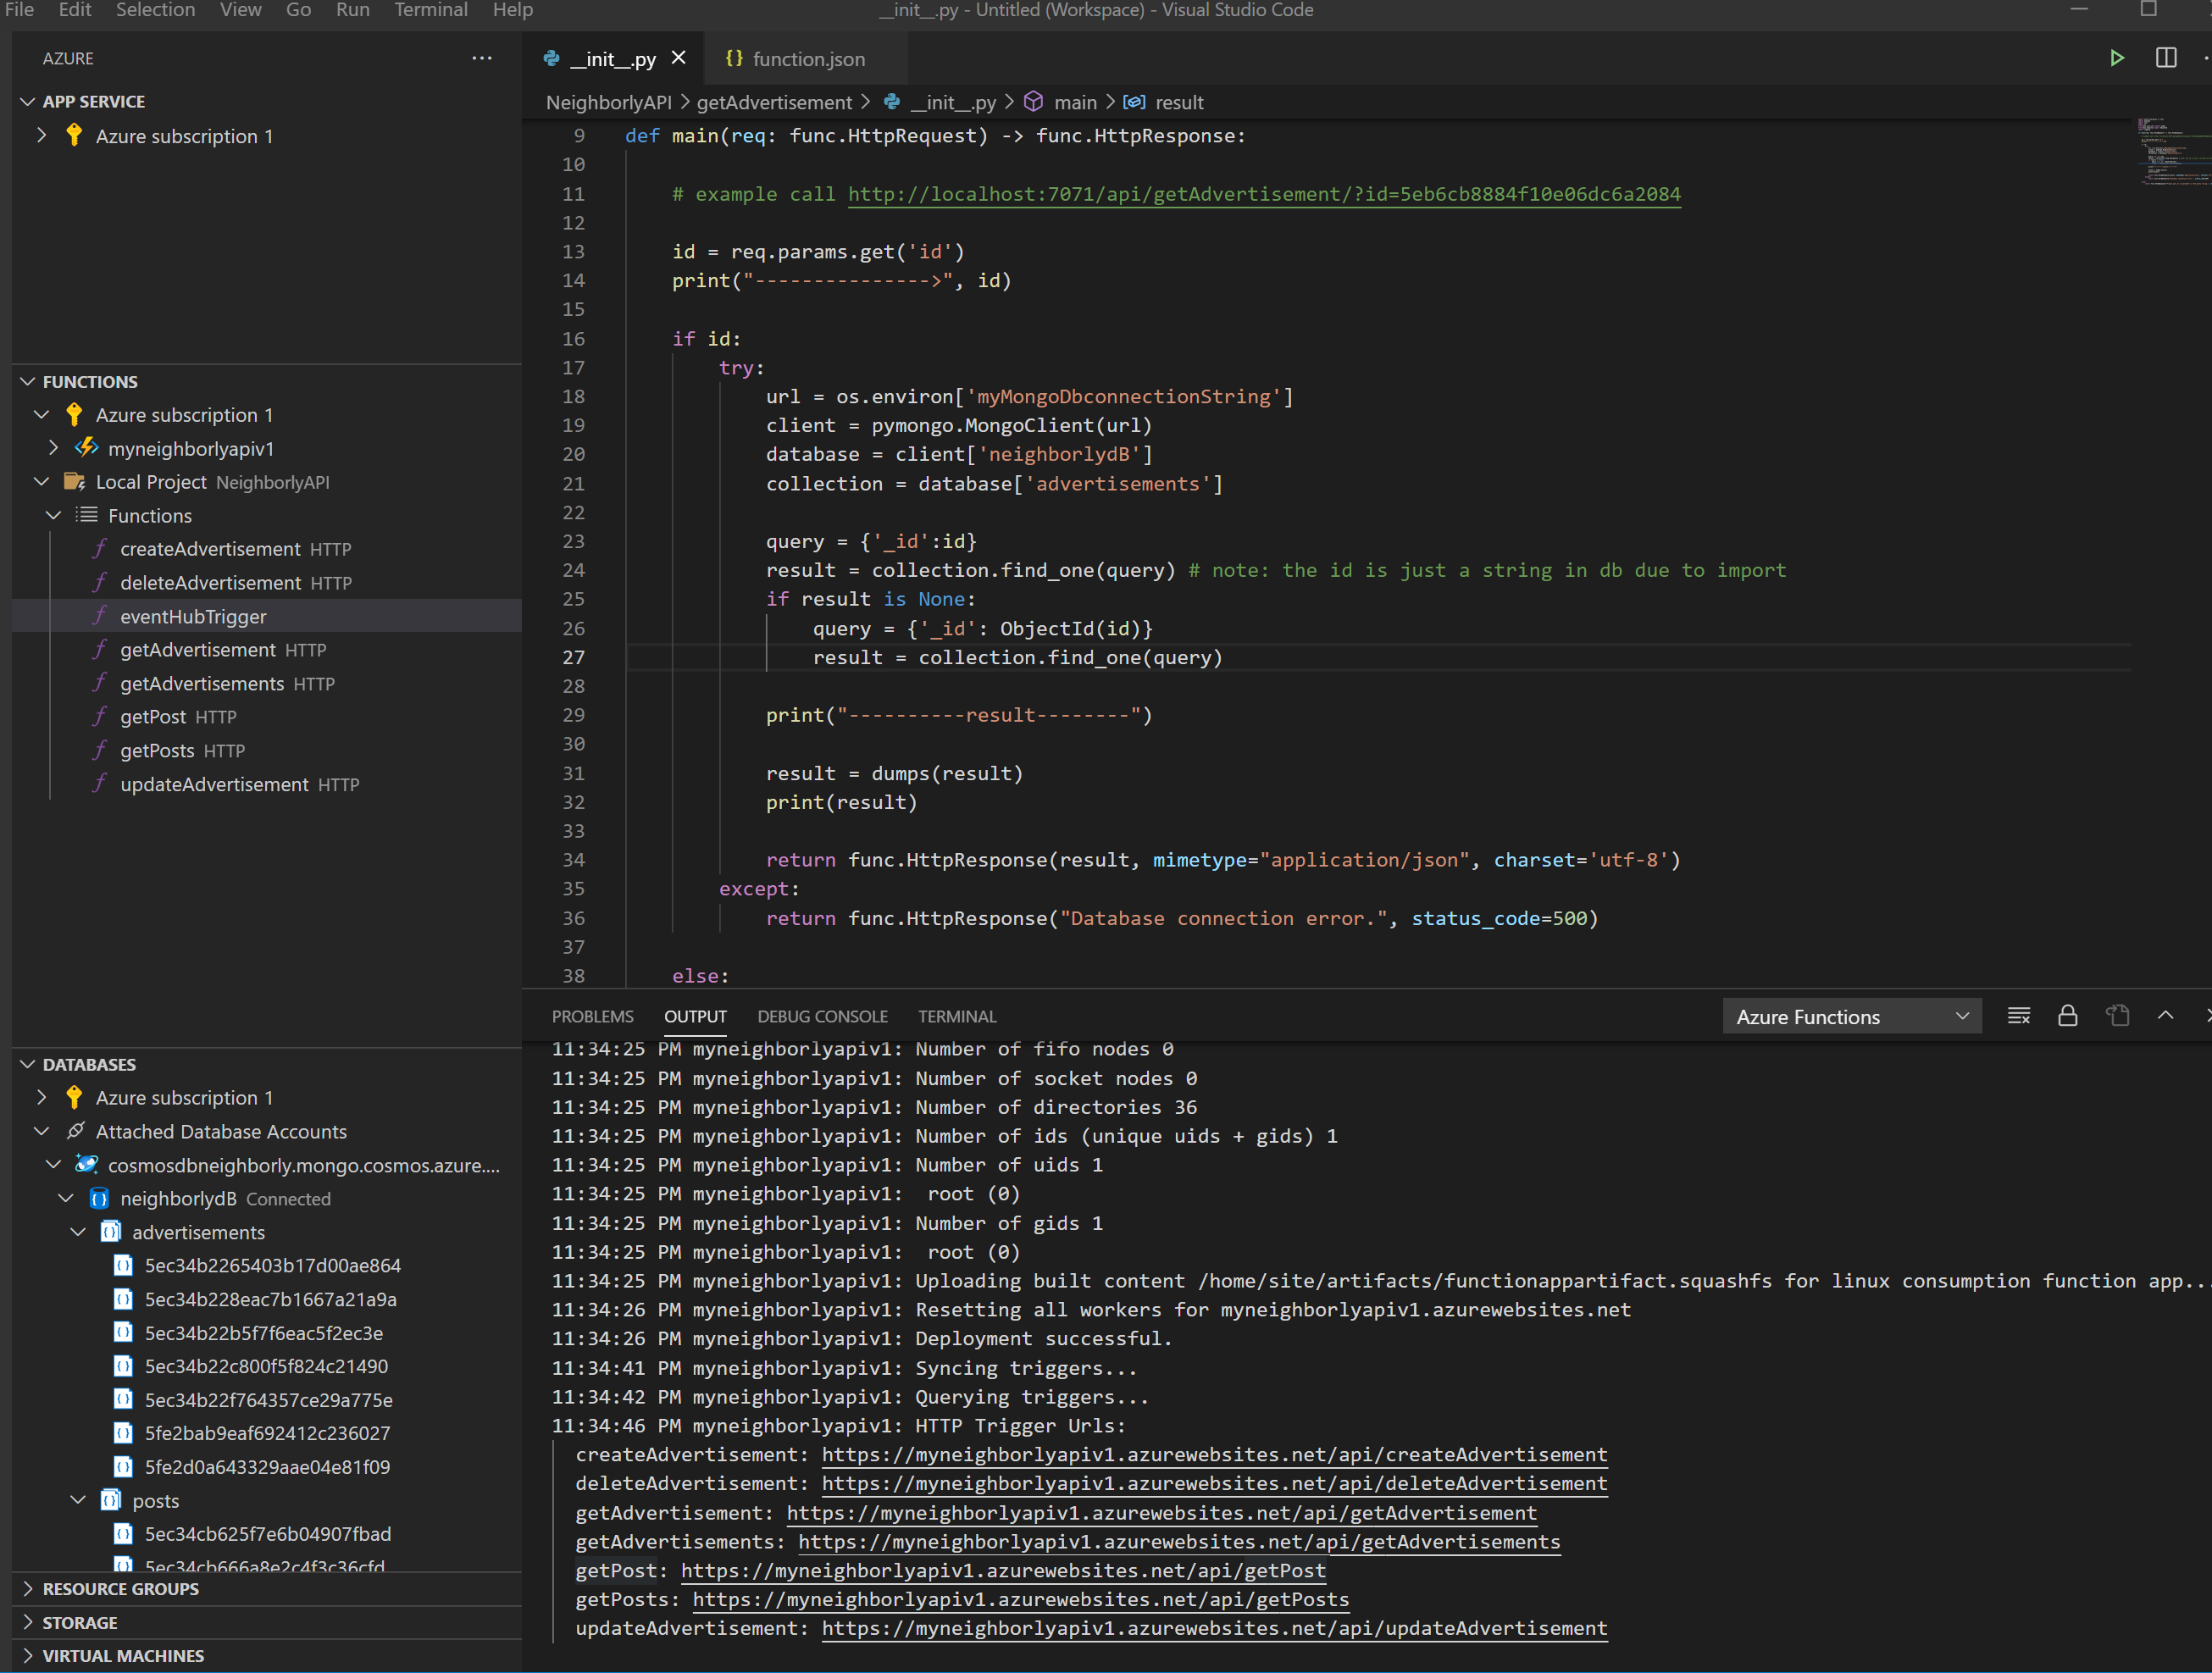 File Edit Selection View Go Run Terminal Help
__init__.py - Untitled (Workspace) - Visual Studio Code
AZURE
APP SERVICE
Azure subscription 1
FUNCTIONS
Azure subscription 1
myneighborlyapiv1
Local Project NeighborlyAPI
Functions
createAdvertisement HTTP
deleteAdvertisement HTTP
eventHubTrigger
getAdvertisement HTTP
getAdvertisements HTTP
getPost HTTP
getPosts HTTP
updateAdvertisement HTTP
DATABASES
Azure subscription 1
Attached Database Accounts
cosmosdbneighborly.mongo.cosmos.azure....
neighborlydB Connected
advertisements
5ec34b2265403b17d00ae864
5ec34b228eac7b1667a21a9a
5ec34b22b5f7f6eac5f2ec3e
5ec34b22c800f5f824c21490
5ec34b22f764357ce29a775e
5fe2bab9eaf692412c236027
5fe2d0a643329aae04e81f09
posts
5ec34cb625f7e6b04907fbad
5ec34cb666a8e2c4f3c36cfd
RESOURCE GROUPS
STORAGE
VIRTUAL MACHINES
__init__.py
{} function.json
NeighborlyAPI > getAdvertisement > __init__.py > main > result
9 def main(req: func.HttpRequest) -> func.HttpResponse:
10
11 # example call http://localhost:7071/api/getAdvertisement/?id=5eb6cb8884f10e06dc6a2084
12
13 id = req.params.get('id')
14 print("--------------->", id)
15
16 if id:
17 try:
18 url = os.environ['myMongoDbconnectionString']
19 client = pymongo.MongoClient(url)
20 database = client['neighborlydB']
21 collection = database['advertisements']
22
23 query = {'_id':id}
24 result = collection.find_one(query) # note: the id is just a string in db due to import
25 if result is None:
26 query = {'_id': ObjectId(id)}
27 result = collection.find_one(query)
28
29 print("----------result--------")
30
31 result = dumps(result)
32 print(result)
33
34 return func.HttpResponse(result, mimetype="application/json", charset='utf-8')
35 except:
36 return func.HttpResponse("Database connection error.", status_code=500)
37
38 else:
PROBLEMS OUTPUT DEBUG CONSOLE TERMINAL
Azure Functions
11:34:25 PM myneighborlyapiv1: Number of fifo nodes 0
11:34:25 PM myneighborlyapiv1: Number of socket nodes 0
11:34:25 PM myneighborlyapiv1: Number of directories 36
11:34:25 PM myneighborlyapiv1: Number of ids (unique uids + gids) 1
11:34:25 PM myneighborlyapiv1: Number of uids 1
11:34:25 PM myneighborlyapiv1: root (0)
11:34:25 PM myneighborlyapiv1: Number of gids 1
11:34:25 PM myneighborlyapiv1: root (0)
11:34:25 PM myneighborlyapiv1: Uploading built content /home/site/artifacts/functionappartifact.squashfs for linux consumption function app...
11:34:26 PM myneighborlyapiv1: Resetting all workers for myneighborlyapiv1.azurewebsites.net
11:34:26 PM myneighborlyapiv1: Deployment successful.
11:34:41 PM myneighborlyapiv1: Syncing triggers...
11:34:42 PM myneighborlyapiv1: Querying triggers...
11:34:46 PM myneighborlyapiv1: HTTP Trigger Urls:
createAdvertisement: https://myneighborlyapiv1.azurewebsites.net/api/createAdvertisement
deleteAdvertisement: https://myneighborlyapiv1.azurewebsites.net/api/deleteAdvertisement
getAdvertisement: https://myneighborlyapiv1.azurewebsites.net/api/getAdvertisement
getAdvertisements: https://myneighborlyapiv1.azurewebsites.net/api/getAdvertisements
getPost: https://myneighborlyapiv1.azurewebsites.net/api/getPost
getPosts: https://myneighborlyapiv1.azurewebsites.net/api/getPosts
updateAdvertisement: https://myneighborlyapiv1.azurewebsites.net/api/updateAdvertisement